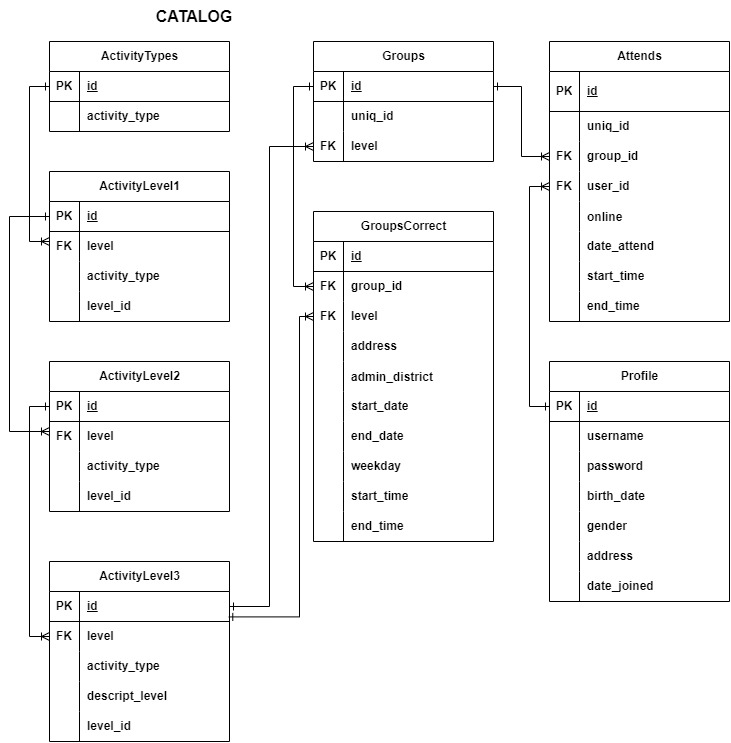 CATALOG
ActivityTypes
PK id
activity_type
ActivityLevel1
PK id
FK level
activity_type
level_id
ActivityLevel2
PK id
FK level
activity_type
level_id
ActivityLevel3
PK id
FK level
activity_type
descript_level
level_id
Groups
PK id
uniq_id
FK level
GroupsCorrect
PK id
FK group_id
FK level
address
admin_district
start_date
end_date
weekday
start_time
end_time
Attends
PK id
uniq_id
FK group_id
FK user_id
online
date_attend
start_time
end_time
Profile
PK id
username
password
birth_date
gender
address
date_joined